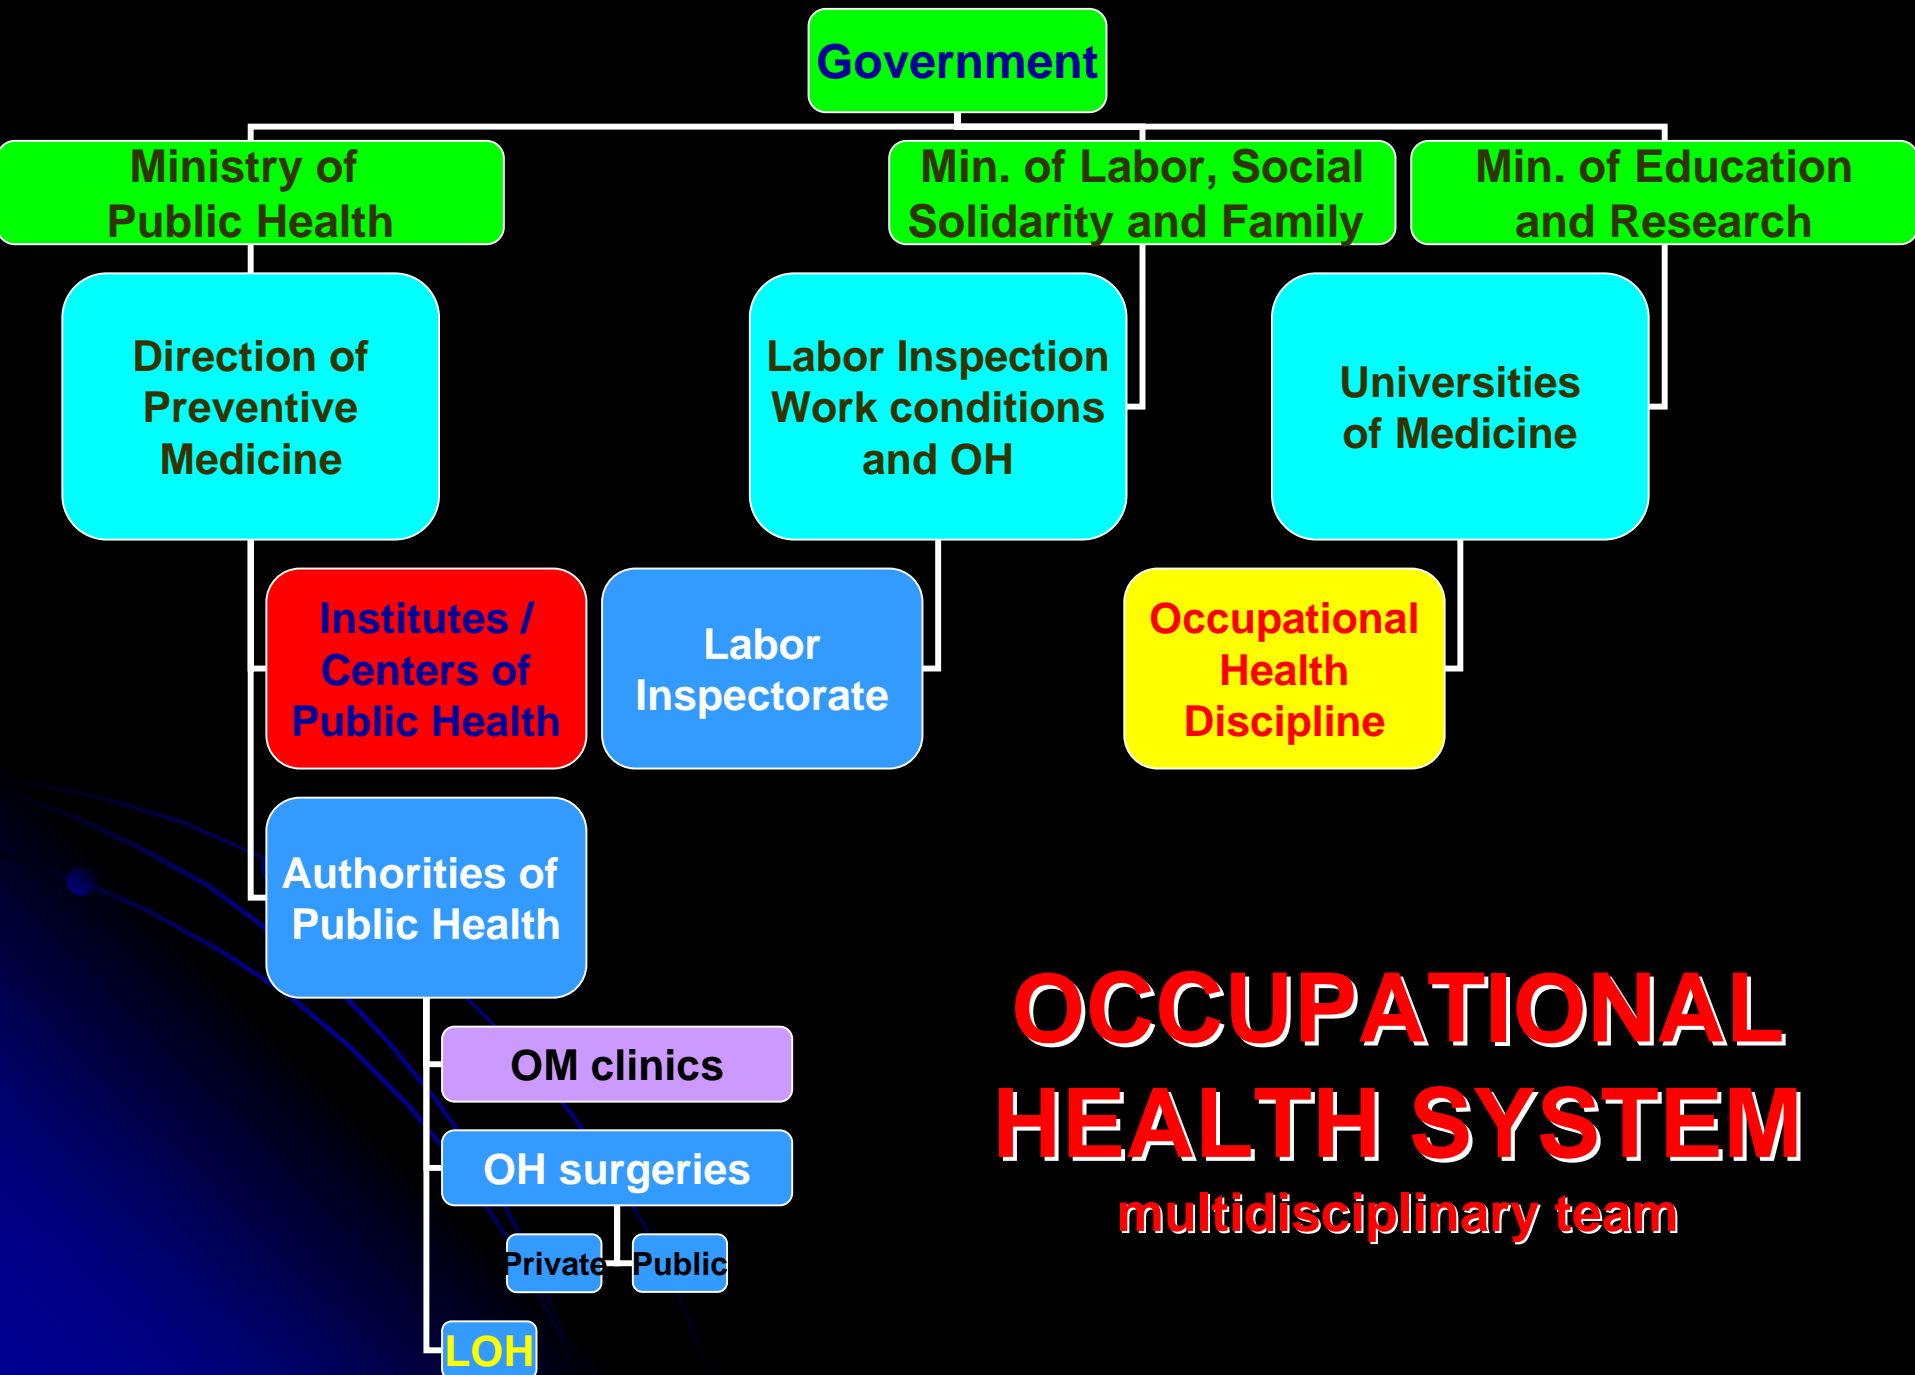 Government
Ministry of
Public Health
Min. of Labor, Social
Solidarity and Family
Min. of Education
and Research
Direction of
Preventive
Medicine
Labor Inspection
Work conditions
and OH
Universities
of Medicine
Institutes /
Centers of
Public Health
Labor
Inspectorate
Occupational
Health
Discipline
Authorities of
Public Health
OM clinics
OH surgeries
Private
Public
LOH
OCCUPATIONAL
HEALTH SYSTEM
multidisciplinary team